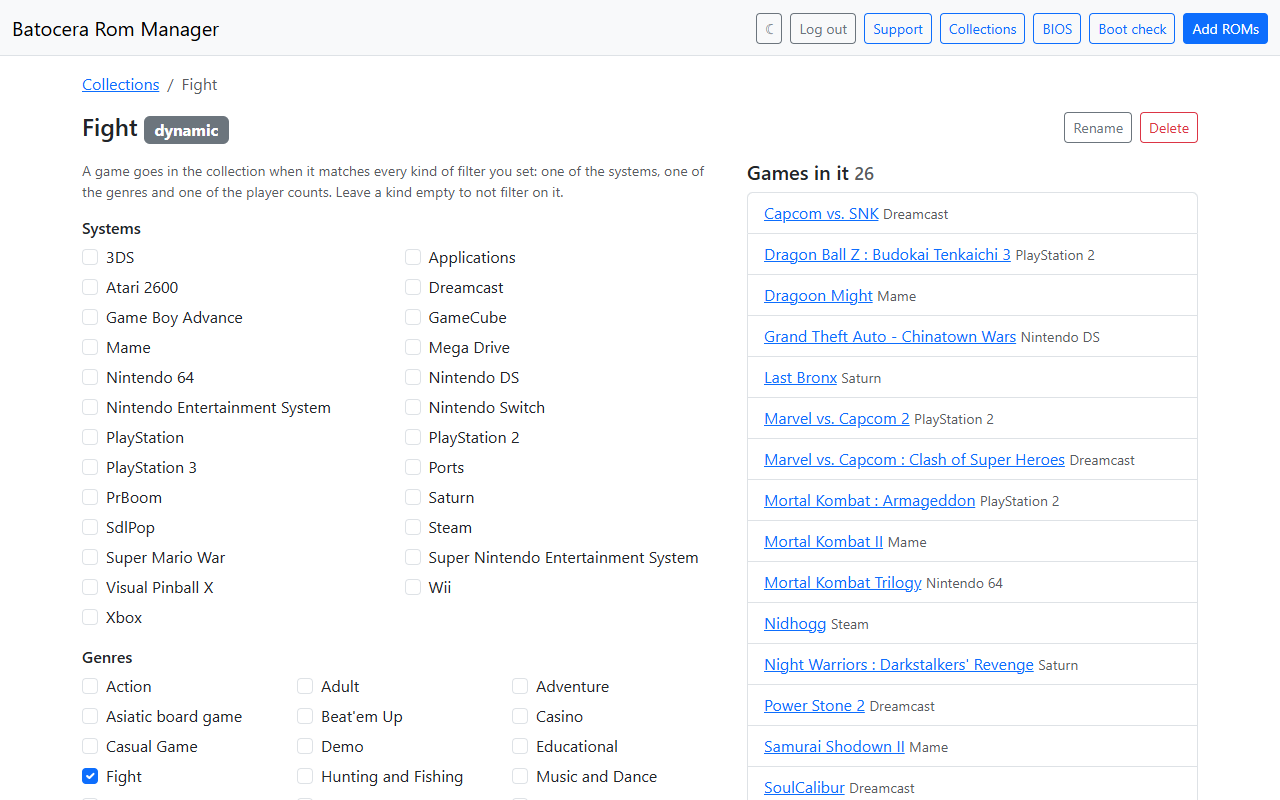 Batocera Rom Manager
☾ Log out Support Collections BIOS Boot check Add ROMs
Collections / Fight
Fight dynamic
Rename Delete
A game goes in the collection when it matches every kind of filter you set: one of the systems, one of
the genres and one of the player counts. Leave a kind empty to not filter on it.
Systems
3DS Applications
Atari 2600 Dreamcast
Game Boy Advance GameCube
Mame Mega Drive
Nintendo 64 Nintendo DS
Nintendo Entertainment System Nintendo Switch
PlayStation PlayStation 2
PlayStation 3 Ports
PrBoom Saturn
SdlPop Steam
Super Mario War Super Nintendo Entertainment System
Visual Pinball X Wii
Xbox
Genres
Action Adult Adventure
Asiatic board game Beat'em Up Casino
Casual Game Demo Educational
Fight Hunting and Fishing Music and Dance
Games in it 26
Capcom vs. SNK Dreamcast
Dragon Ball Z : Budokai Tenkaichi 3 PlayStation 2
Dragoon Might Mame
Grand Theft Auto - Chinatown Wars Nintendo DS
Last Bronx Saturn
Marvel vs. Capcom 2 PlayStation 2
Marvel vs. Capcom : Clash of Super Heroes Dreamcast
Mortal Kombat : Armageddon PlayStation 2
Mortal Kombat II Mame
Mortal Kombat Trilogy Nintendo 64
Nidhogg Steam
Night Warriors : Darkstalkers' Revenge Saturn
Power Stone 2 Dreamcast
Samurai Shodown II Mame
SoulCalibur Dreamcast